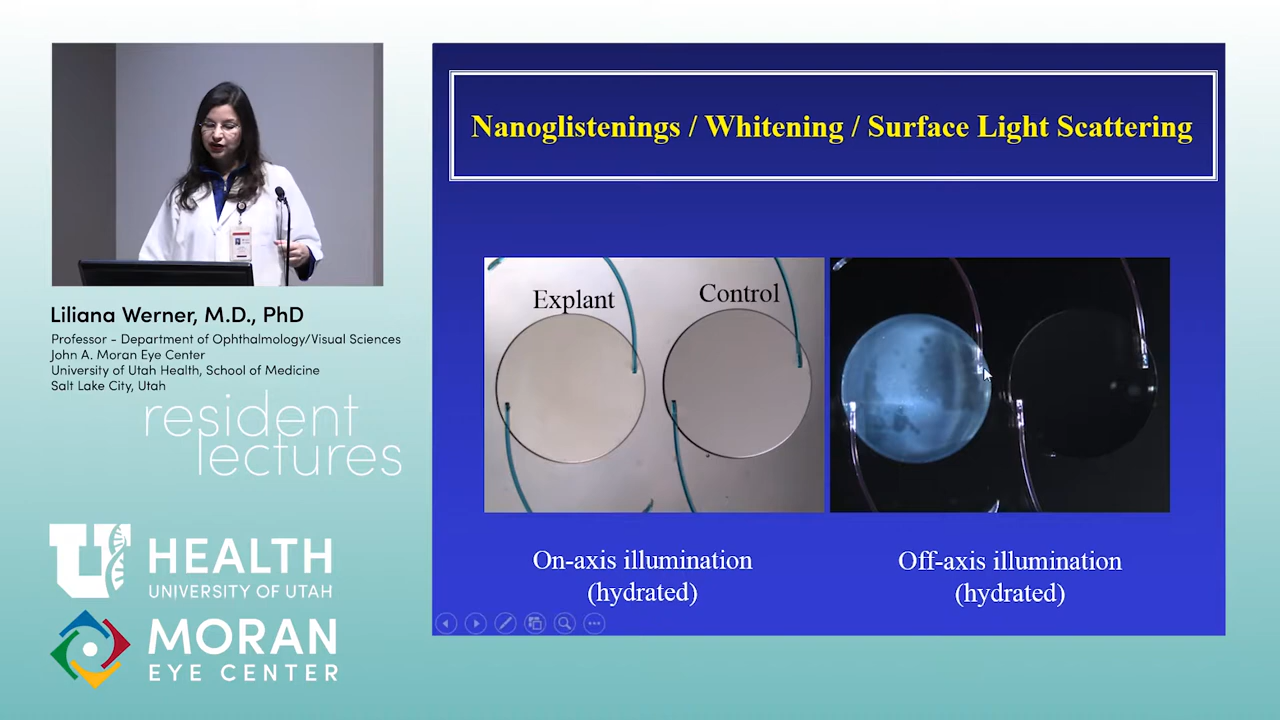 Liliana Werner, M.D., PhD
Professor - Department of Ophthalmology/Visual Sciences
John A. Moran Eye Center
University of Utah Health, School of Medicine
Salt Lake City, Utah
resident
lectures
U
HEALTH
UNIVERSITY OF UTAH
MORAN
EYE CENTER
Nanoglistenings / Whitening / Surface Light Scattering
Explant
Control
On-axis illumination
(hydrated)
Off-axis illumination
(hydrated)